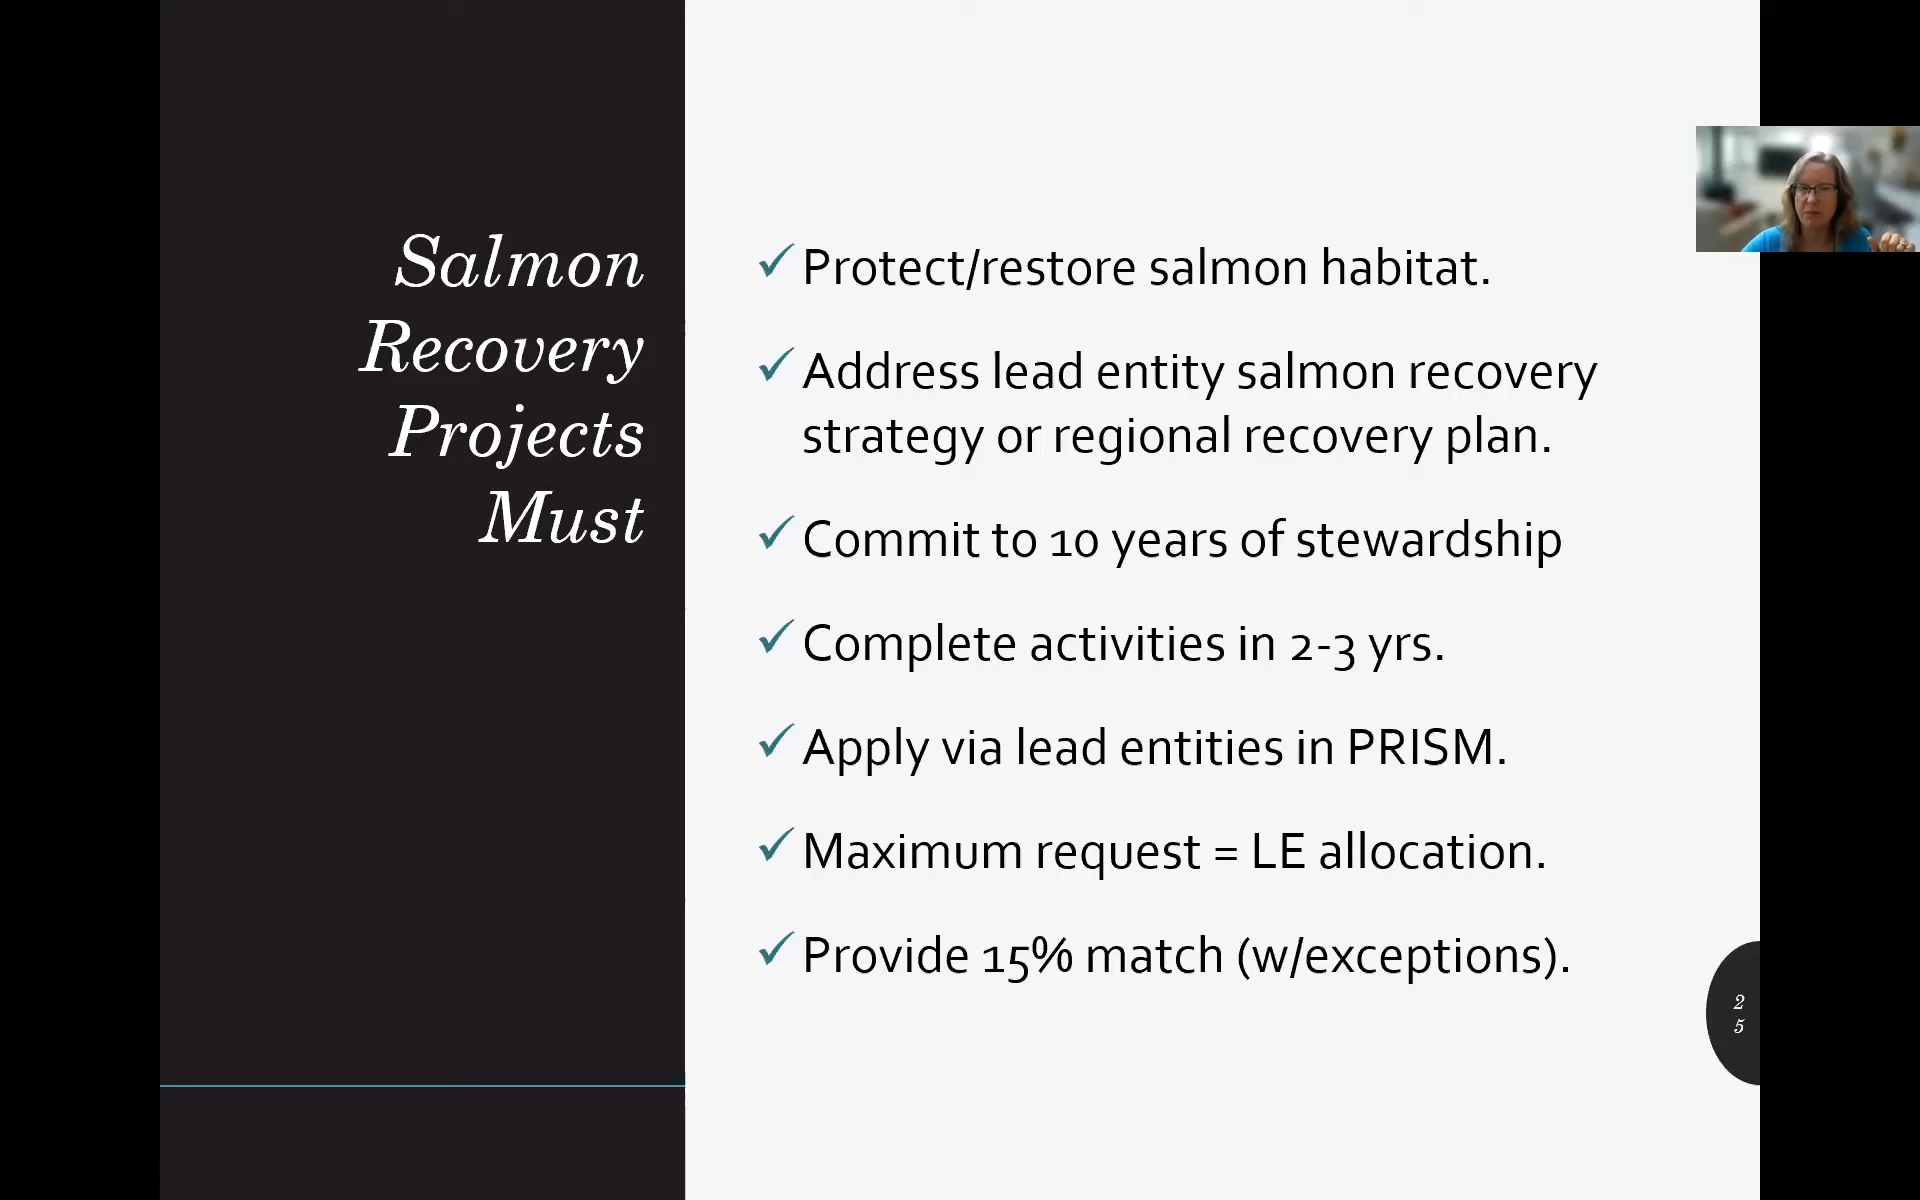 Salmon
Recovery
Projects
Must
✓ Protect/restore salmon habitat.
✓ Address lead entity salmon recovery
strategy or regional recovery plan.
✓ Commit to 10 years of stewardship
✓ Complete activities in 2-3 yrs.
✓ Apply via lead entities in PRISM.
✓ Maximum request = LE allocation.
✓ Provide 15% match (w/exceptions).
2
5